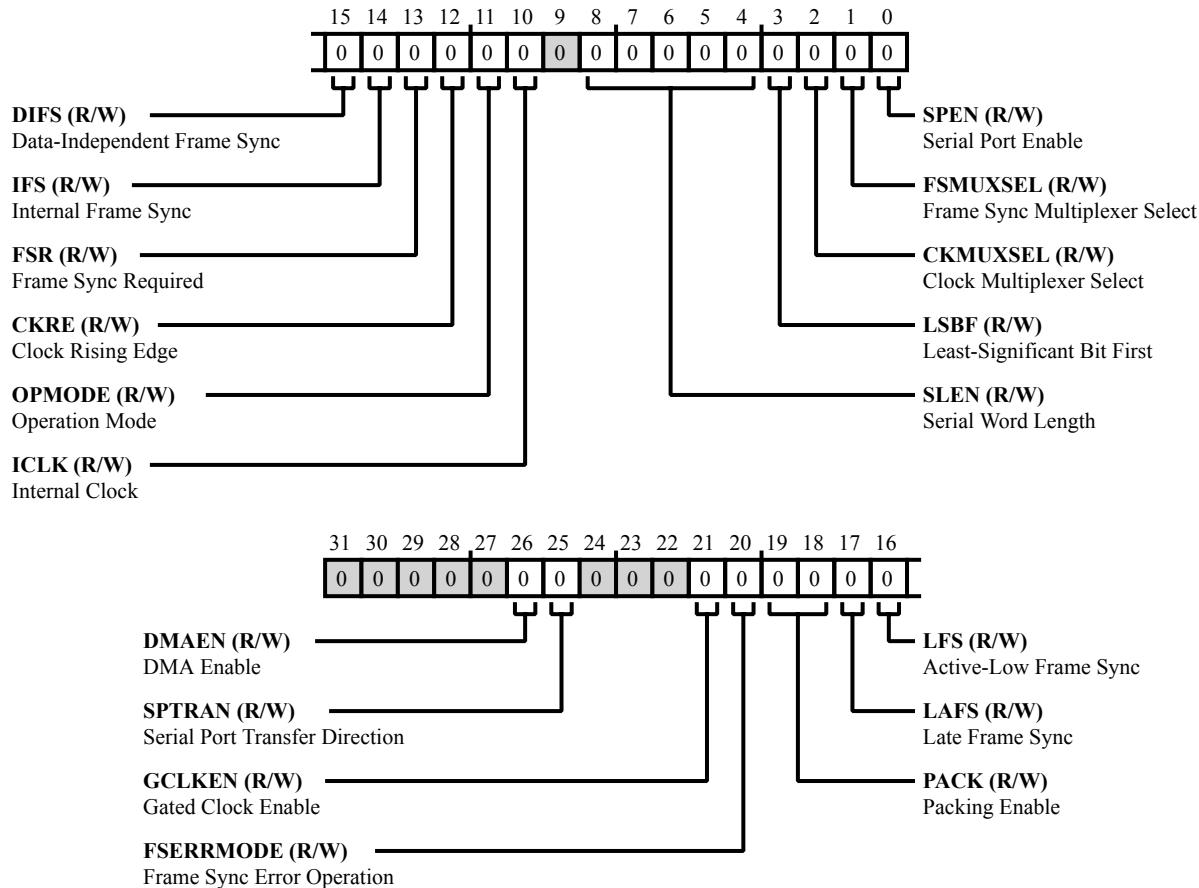 15 14 13 12 11 10 9 8 7 6 5 4 3 2 1 0
0 0 0 0 0 0 0 0 0 0 0 0 0 0 0 0
DIFS (R/W)
Data-Independent Frame Sync
IFS (R/W)
Internal Frame Sync
FSR (R/W)
Frame Sync Required
CKRE (R/W)
Clock Rising Edge
OPMODE (R/W)
Operation Mode
ICLK (R/W)
Internal Clock
SPEN (R/W)
Serial Port Enable
FSMUXSEL (R/W)
Frame Sync Multiplexer Select
CKMUXSEL (R/W)
Clock Multiplexer Select
LSBF (R/W)
Least-Significant Bit First
SLEN (R/W)
Serial Word Length
31 30 29 28 27 26 25 24 23 22 21 20 19 18 17 16
0 0 0 0 0 0 0 0 0 0 0 0 0 0 0 0
DMAEN (R/W)
DMA Enable
SPTRAN (R/W)
Serial Port Transfer Direction
GCLKEN (R/W)
Gated Clock Enable
FSERRMODE (R/W)
Frame Sync Error Operation
LFS (R/W)
Active-Low Frame Sync
LAFS (R/W)
Late Frame Sync
PACK (R/W)
Packing Enable